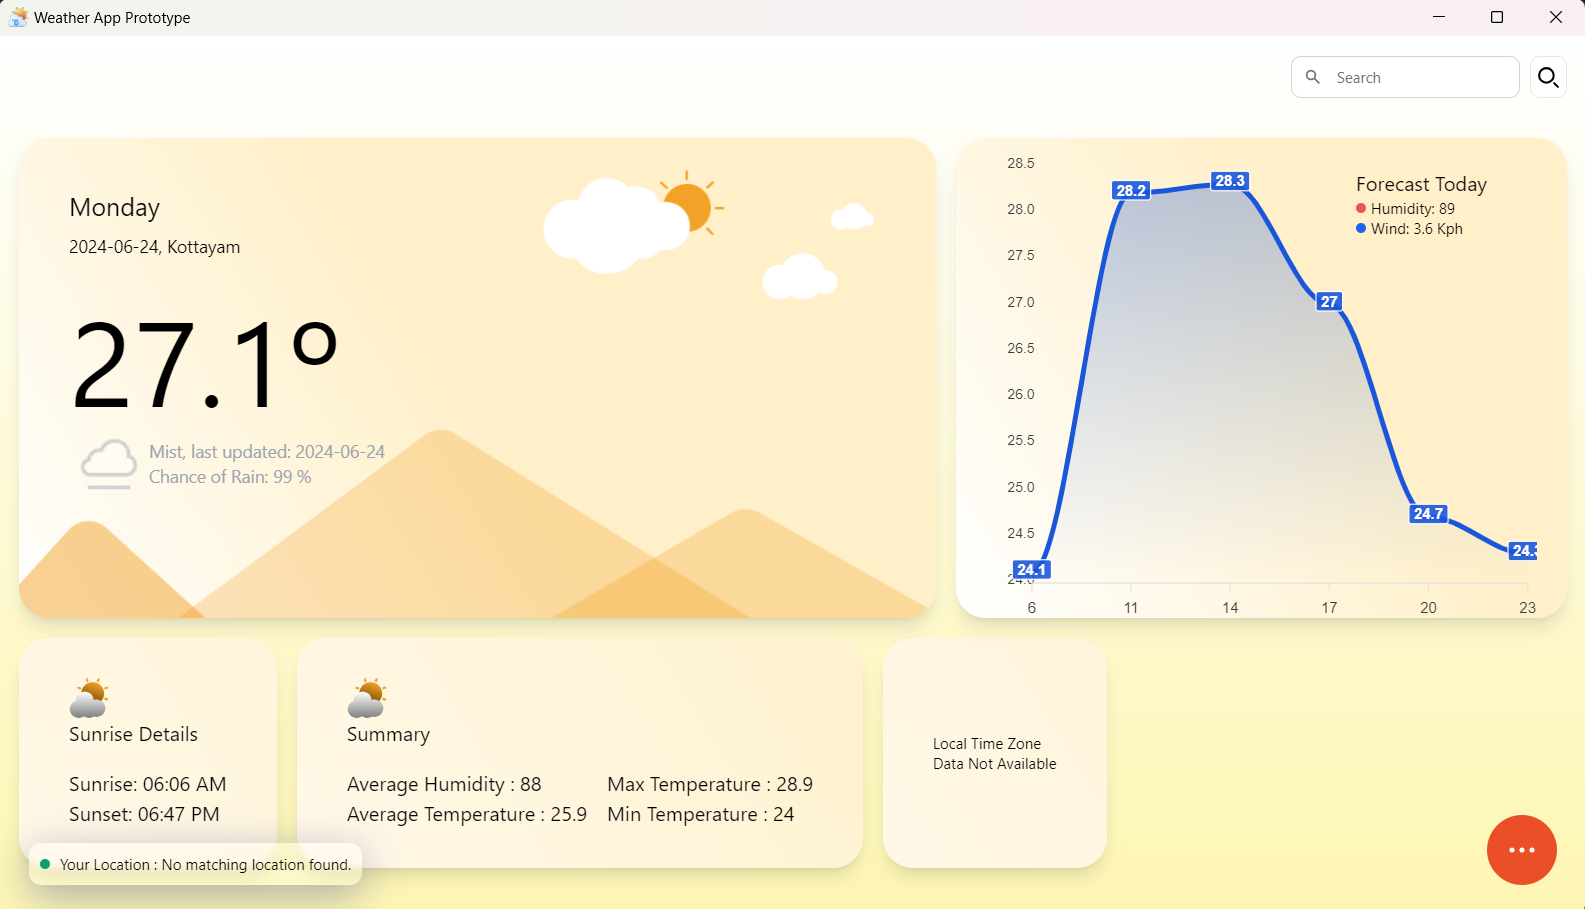 Weather App Prototype
Search
Monday
2024-06-24, Kottayam
27.1°
Mist, last updated: 2024-06-24
Chance of Rain: 99 %
Forecast Today
Humidity: 89
Wind: 3.6 Kph
28.5
28.0
27.5
27.0
26.5
26.0
25.5
25.0
24.5
28.2
28.3
27
24.7
24.1
6
11
14
17
20
23
Sunrise Details
Sunrise: 06:06 AM
Sunset: 06:47 PM
Summary
Average Humidity : 88
Average Temperature : 25.9
Max Temperature : 28.9
Min Temperature : 24
Local Time Zone
Data Not Available
Your Location : No matching location found.